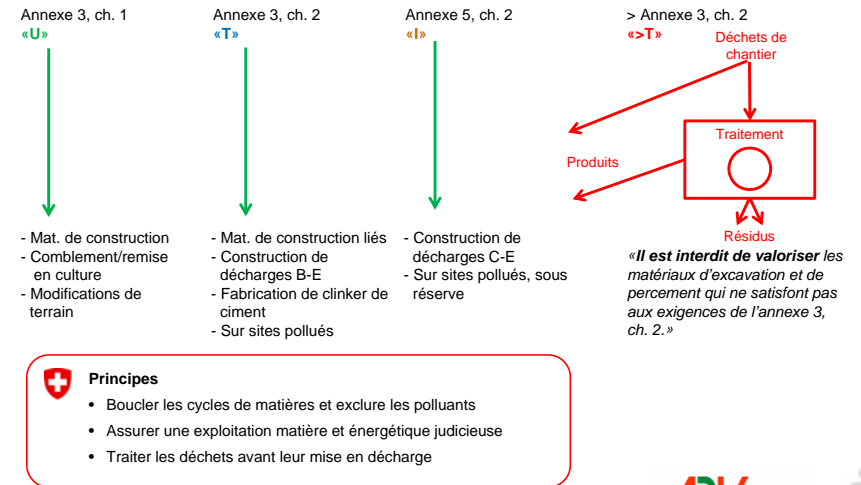 Annexe 3, ch. 1
«U»
Annexe 3, ch. 2
«T»
Annexe 5, ch. 2
«I»
> Annexe 3, ch. 2
«>T»
Déchets de
chantier
Traitement
Produits
Résidus
- Mat. de construction
- Comblement/remise
en culture
- Modifications de
terrain
- Mat. de construction liés
- Construction de
décharges B-E
- Fabrication de clinker de
ciment
- Sur sites pollués
- Construction de
décharges C-E
- Sur sites pollués, sous
réserve
«Il est interdit de valoriser les
matériaux d'excavation et de
percement qui ne satisfont pas
aux exigences de l'annexe 3,
ch. 2.»
Principes
• Boucler les cycles de matières et exclure les polluants
• Assurer une exploitation matière et énergétique judicieuse
• Traiter les déchets avant leur mise en décharge